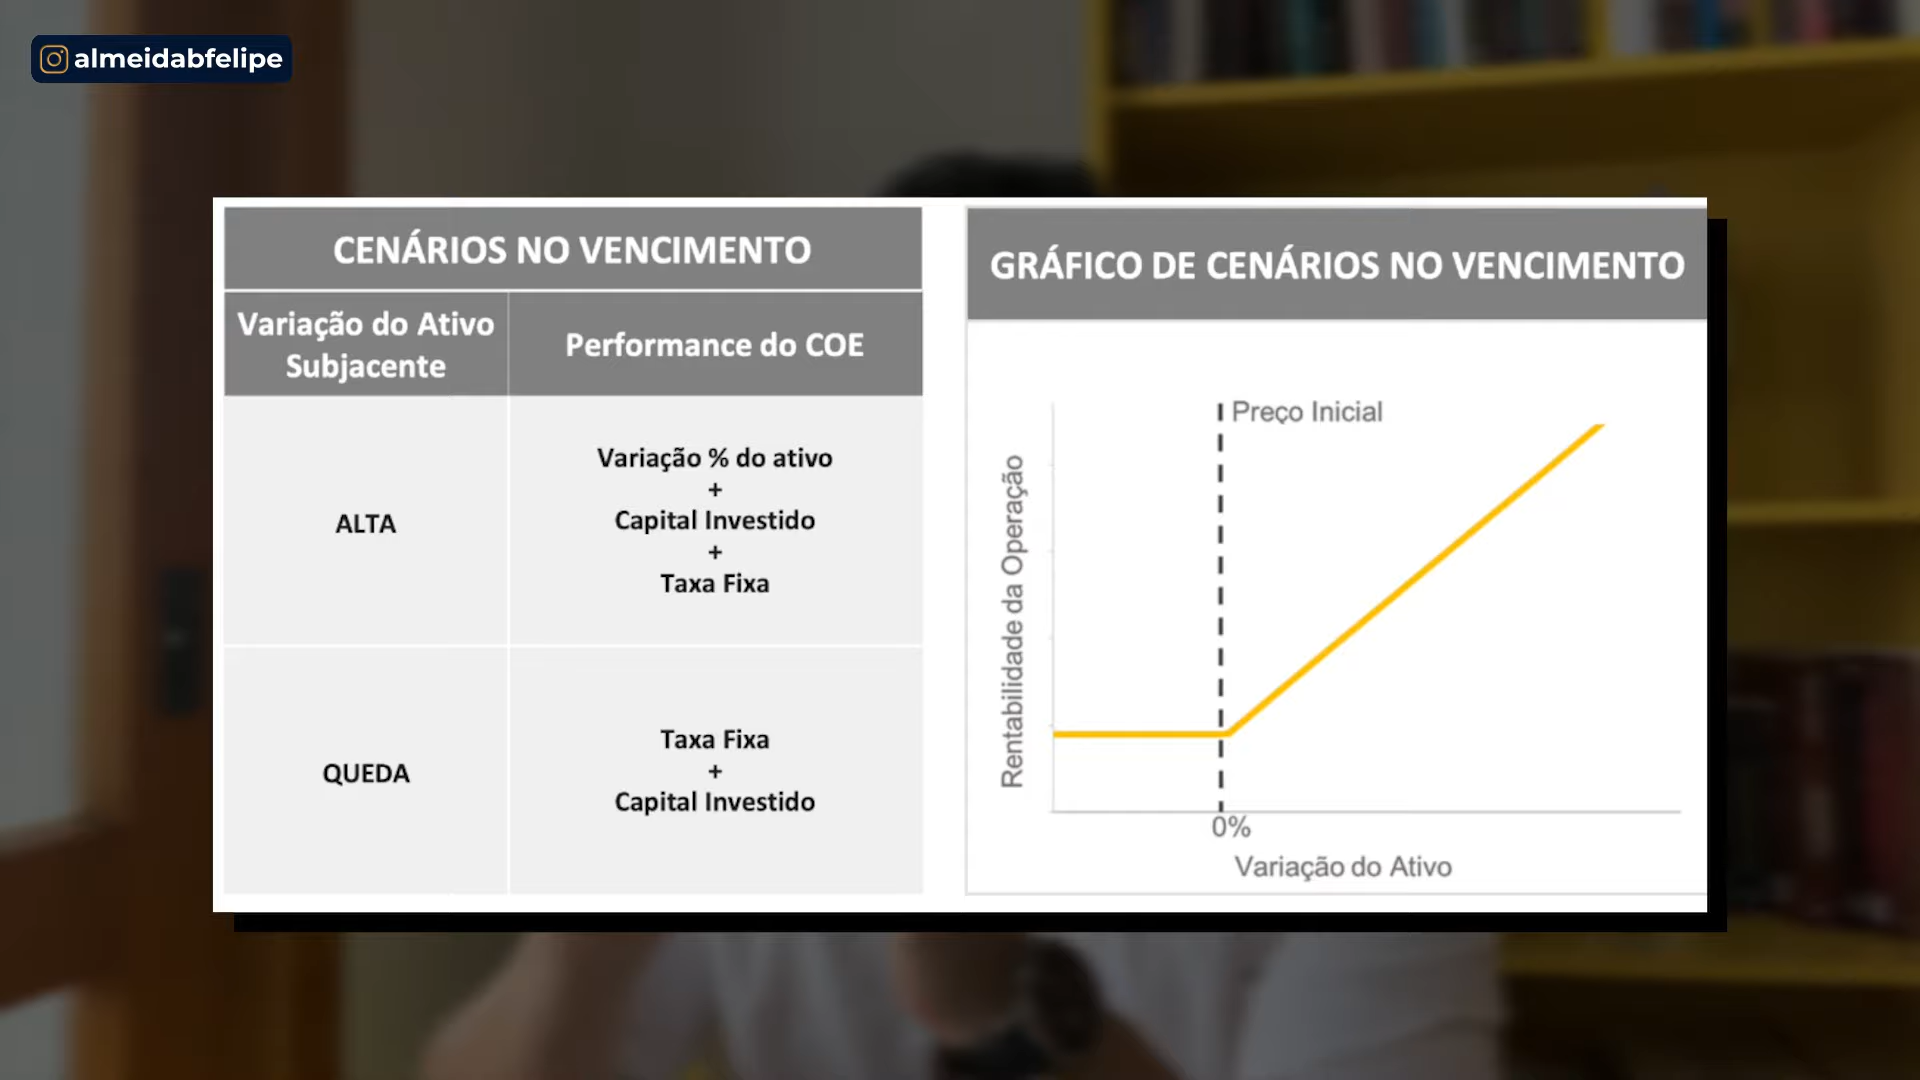 almeidabfelipe
CENÁRIOS NO VENCIMENTO
Variação do Ativo
Subjacente
Performance do COE
ALTA
Variação % do ativo
+
Capital Investido
+
Taxa Fixa
QUEDA
Taxa Fixa
+
Capital Investido
GRÁFICO DE CENÁRIOS NO VENCIMENTO
Preço Inicial
Rentabilidade da Operação
0%
Variação do Ativo